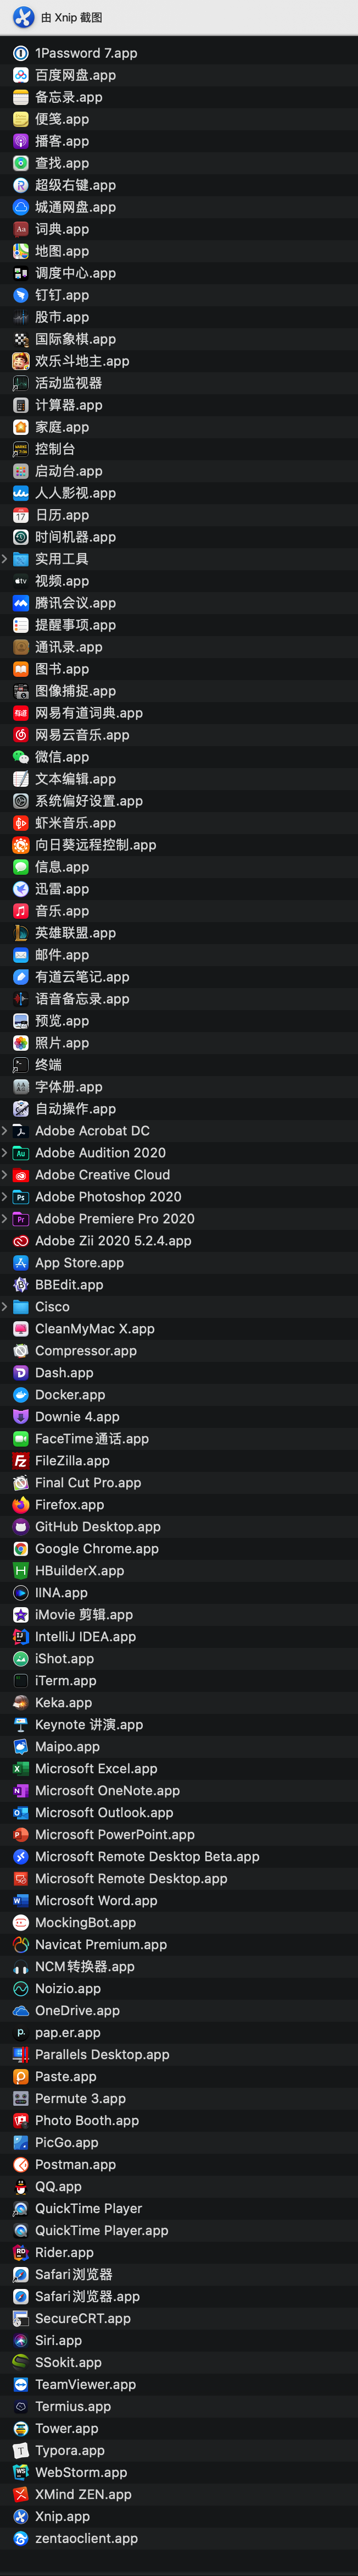 由 Xnip 截图
1Password 7.app
百度网盘.app
备忘录.app
便笺.app
播客.app
查找.app
超级右键.app
城通网盘.app
词典.app
地图.app
调度中心.app
钉钉.app
股市.app
国际象棋.app
欢乐斗地主.app
活动监视器
计算器.app
家庭.app
控制台
启动台.app
人人影视.app
日历.app
时间机器.app
实用工具
视频.app
腾讯会议.app
提醒事项.app
通讯录.app
图书.app
图像捕捉.app
网易有道词典.app
网易云音乐.app
微信.app
文本编辑.app
系统偏好设置.app
虾米音乐.app
向日葵远程控制.app
信息.app
迅雷.app
音乐.app
英雄联盟.app
邮件.app
有道云笔记.app
语音备忘录.app
预览.app
照片.app
终端
字体册.app
自动操作.app
Adobe Acrobat DC
Adobe Audition 2020
Adobe Creative Cloud
Adobe Photoshop 2020
Adobe Premiere Pro 2020
Adobe Zii 2020 5.2.4.app
App Store.app
BBEdit.app
Cisco
CleanMyMac X.app
Compressor.app
Dash.app
Docker.app
Downie 4.app
FaceTime通话.app
FileZilla.app
Final Cut Pro.app
Firefox.app
GitHub Desktop.app
Google Chrome.app
HBuilderX.app
IINA.app
iMovie 剪辑.app
IntelliJ IDEA.app
iShot.app
iTerm.app
Keka.app
Keynote 讲演.app
Maipo.app
Microsoft Excel.app
Microsoft OneNote.app
Microsoft Outlook.app
Microsoft PowerPoint.app
Microsoft Remote Desktop Beta.app
Microsoft Remote Desktop.app
Microsoft Word.app
MockingBot.app
Navicat Premium.app
NCM转换器.app
Noizio.app
OneDrive.app
pap.er.app
Parallels Desktop.app
Paste.app
Permute 3.app
Photo Booth.app
PicGo.app
Postman.app
QQ.app
QuickTime Player
QuickTime Player.app
Rider.app
Safari浏览器
Safari浏览器.app
SecureCRT.app
Siri.app
SSokit.app
TeamViewer.app
Termius.app
Tower.app
Typora.app
WebStorm.app
XMind ZEN.app
Xnip.app
zentaoclient.app